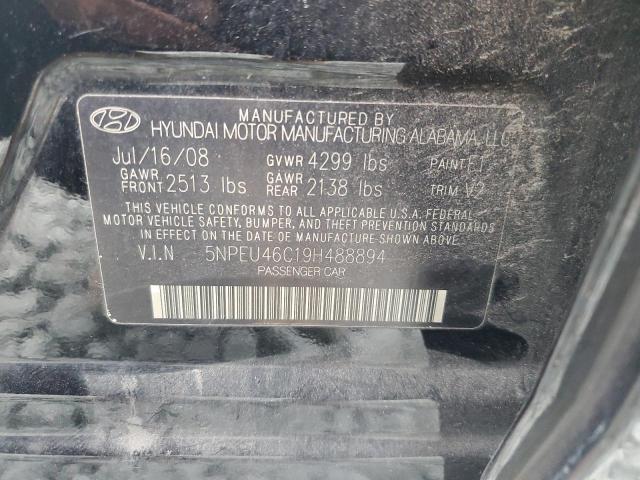 MANUFACTURED BY
HYUNDAI MOTOR MANUFACTURING ALABAMA, LLC
Jul/16/08 GVWR 4299 lbs PAINT F1
GAWR FRONT 2513 lbs GAWR REAR 2138 lbs TRIM V2
THIS VEHICLE CONFORMS TO ALL APPLICABLE U.S.A. FEDERAL
MOTOR VEHICLE SAFETY, BUMPER, AND THEFT PREVENTION STANDARDS
IN EFFECT ON THE DATE OF MANUFACTURE SHOWN ABOVE.
V.I.N 5NPEU46C19H488894
PASSENGER CAR